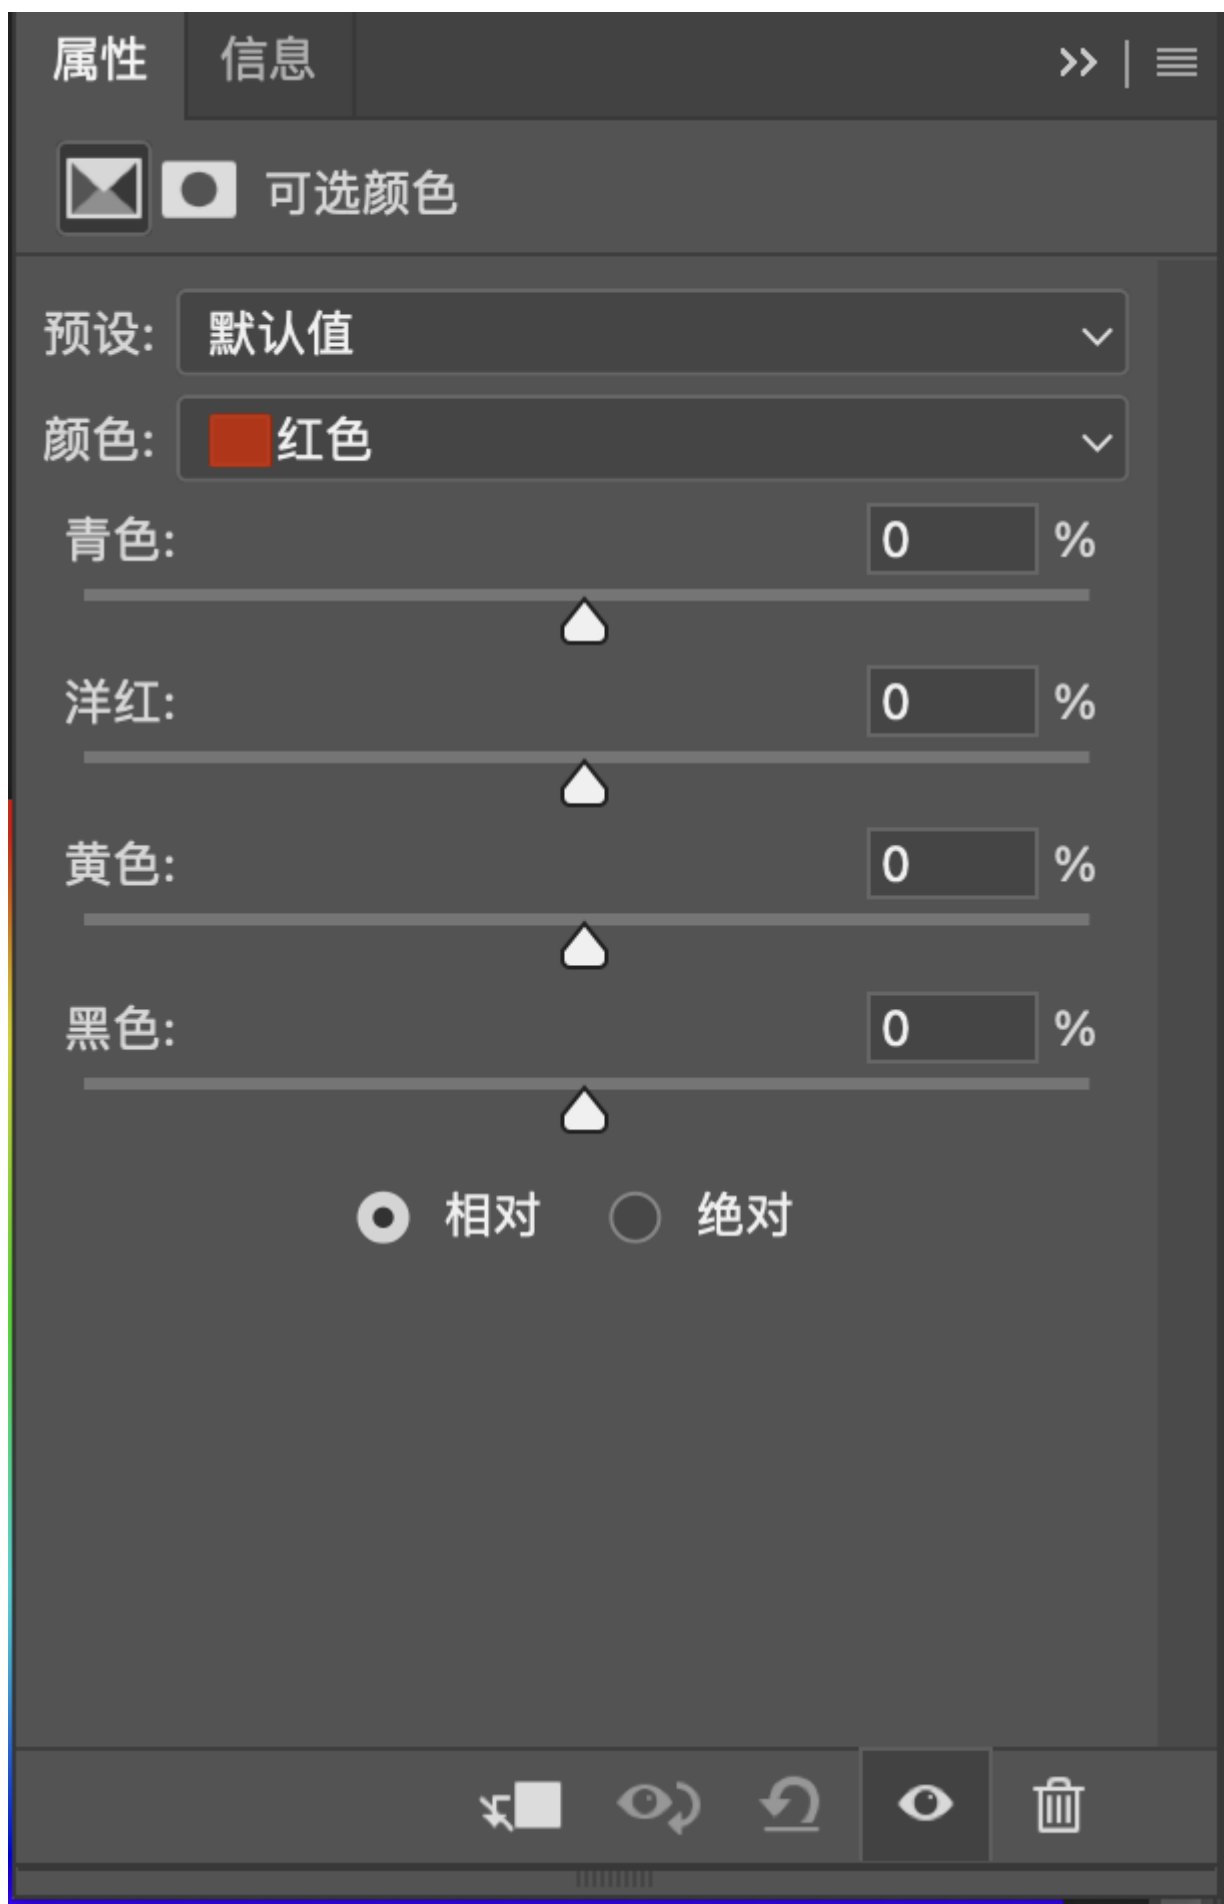 属性 信息
可选颜色
预设: 默认值
颜色: 红色
青色: 0 %
洋红: 0 %
黄色: 0 %
黑色: 0 %
相对 绝对